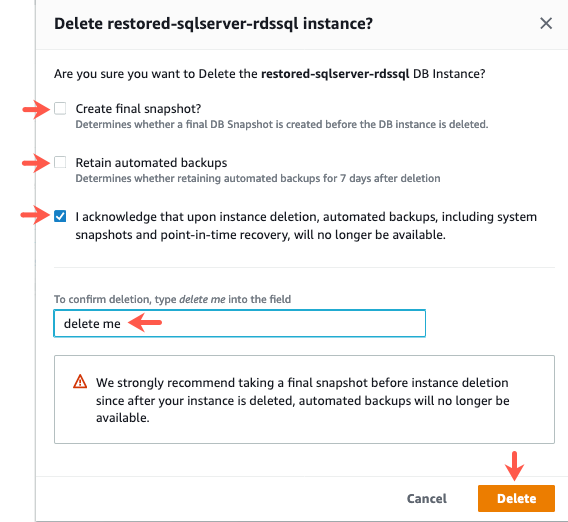 Delete restored-sqlserver-rdssql instance?
Are you sure you want to Delete the restored-sqlserver-rdssql DB Instance?
Create final snapshot?
Determines whether a final DB Snapshot is created before the DB instance is deleted.
Retain automated backups
Determines whether retaining automated backups for 7 days after deletion
I acknowledge that upon instance deletion, automated backups, including system
snapshots and point-in-time recovery, will no longer be available.
To confirm deletion, type delete me into the field
delete me
We strongly recommend taking a final snapshot before instance deletion
since after your instance is deleted, automated backups will no longer be
available.
Cancel
Delete